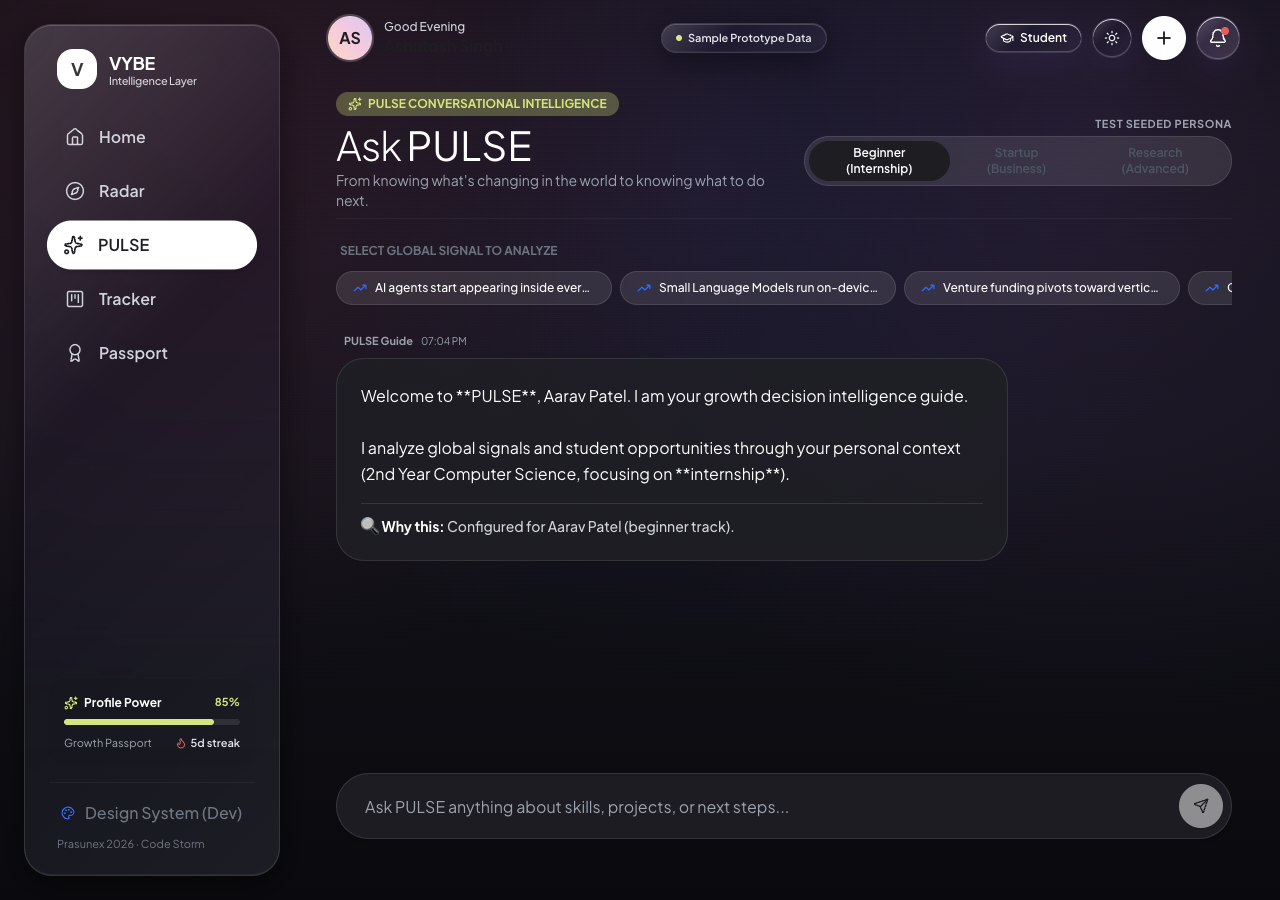 V
VYBE
Intelligence Layer
Home
Radar
PULSE
Tracker
Passport
Profile Power
85%
Growth Passport
5d streak
Design System (Dev)
Prasunex 2026 · Code Storm
AS
Good Evening
Sample Prototype Data
Student
PULSE CONVERSATIONAL INTELLIGENCE
Ask PULSE
From knowing what's changing in the world to knowing what to do
next.
TEST SEEDED PERSONA
Beginner
(Internship)
Startup
(Business)
Research
(Advanced)
SELECT GLOBAL SIGNAL TO ANALYZE
AI agents start appearing inside ever...
Small Language Models run on-devic...
Venture funding pivots toward vertic...
PULSE Guide 07:04 PM
Welcome to **PULSE**, Aarav Patel. I am your growth decision intelligence guide.
I analyze global signals and student opportunities through your personal context
(2nd Year Computer Science, focusing on **internship**).
Why this: Configured for Aarav Patel (beginner track).
Ask PULSE anything about skills, projects, or next steps...